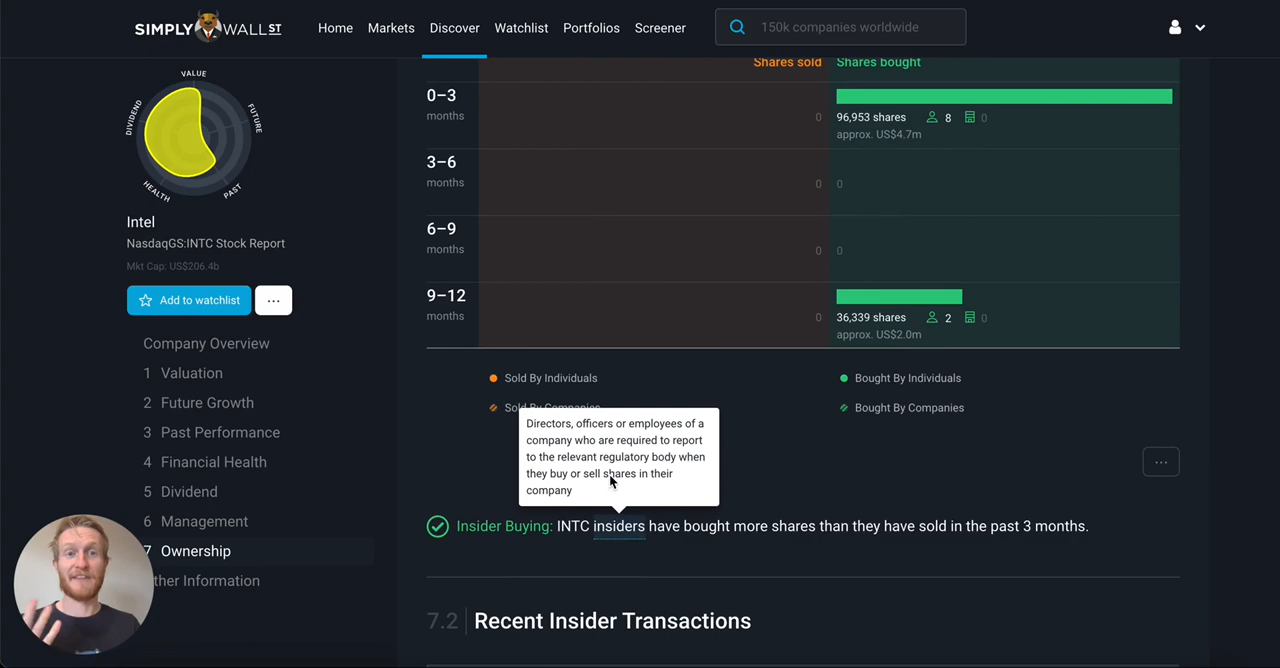 SIMPLY WALL ST
Home Markets Discover Watchlist Portfolios Screener
150k companies worldwide
VALUE
FUTURE
PAST
HEALTH
DIVIDEND
Intel
NasdaqGS:INTC Stock Report
Mkt Cap: US$206.4b
Add to watchlist
...
Company Overview
1 Valuation
2 Future Growth
3 Past Performance
4 Financial Health
5 Dividend
6 Management
7 Ownership
ther Information
Shares sold Shares bought
0–3
months
0
96,953 shares 8 0
approx. US$4.7m
3–6
months
0 0
6–9
months
0 0
9–12
months
0
36,339 shares 2 0
approx. US$2.0m
Sold By Individuals Bought By Individuals
Sold By Companies Bought By Companies
Directors, officers or employees of a
company who are required to report
to the relevant regulatory body when
they buy or sell shares in their
company
...
Insider Buying: INTC insiders have bought more shares than they have sold in the past 3 months.
7.2 Recent Insider Transactions